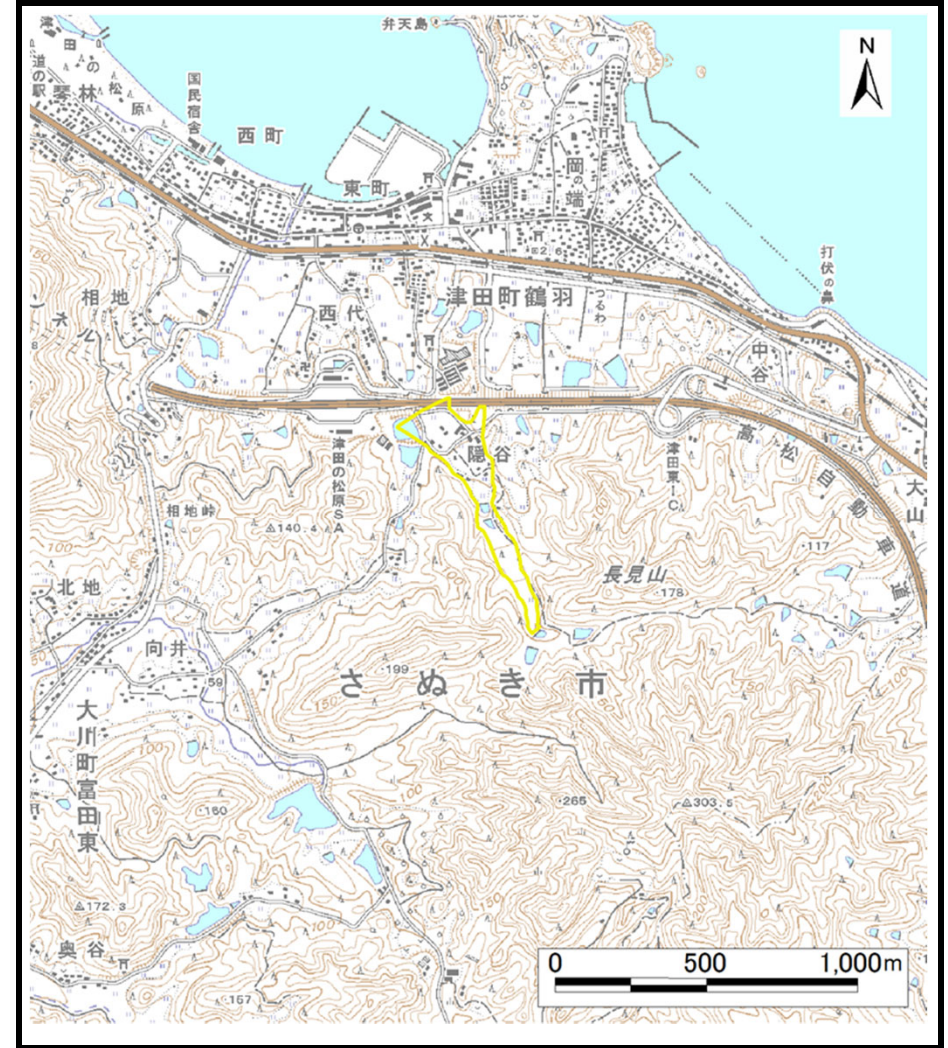 弁天島
N
津田の松原
道の駅
琴林
国民宿舎
西町
東町
岡の端
打伏の鼻
相地
西代
津田町鶴羽
つるわ
中谷
津田の松原SA
隠谷
津田東I.C
高松自動車道
大山
相地峠
140.4
117
長見山
178
北地
100
向井
59
199
150
さぬき市
大川町富田東
100
160
265
303.5
172.3
奥谷
100
167
0 500 1,000m